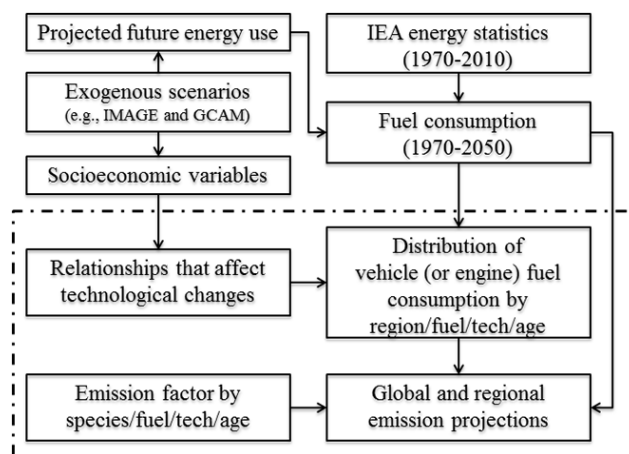 Projected future energy use
IEA energy statistics
(1970-2010)
Exogenous scenarios
(e.g., IMAGE and GCAM)
Fuel consumption
(1970-2050)
Socioeconomic variables
Relationships that affect
technological changes
Distribution of
vehicle (or engine) fuel
consumption by
region/fuel/tech/age
Emission factor by
species/fuel/tech/age
Global and regional
emission projections